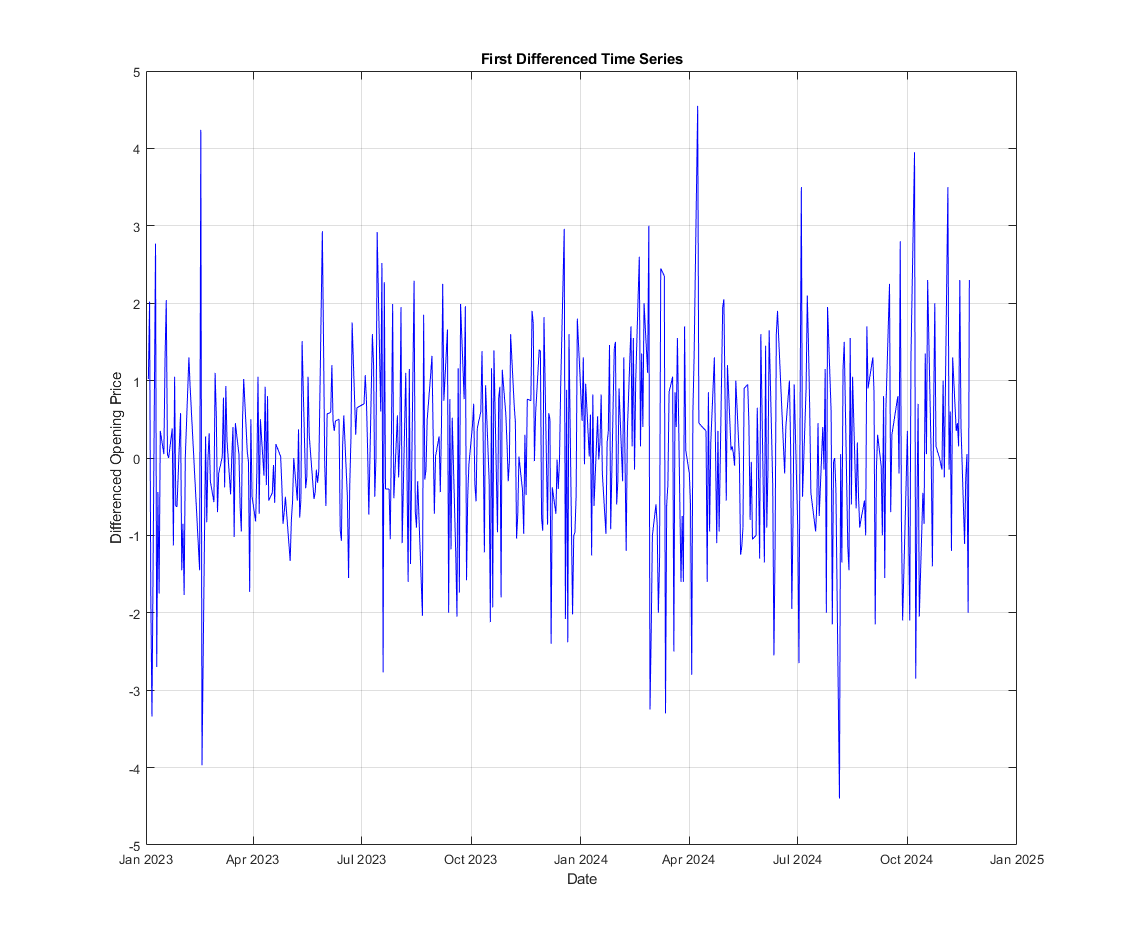 First Differenced Time Series
5
4
3
2
1
0
-1
-2
-3
-4
-5
Differenced Opening Price
Jan 2023 Apr 2023 Jul 2023 Oct 2023 Jan 2024 Apr 2024 Jul 2024 Oct 2024 Jan 2025
Date